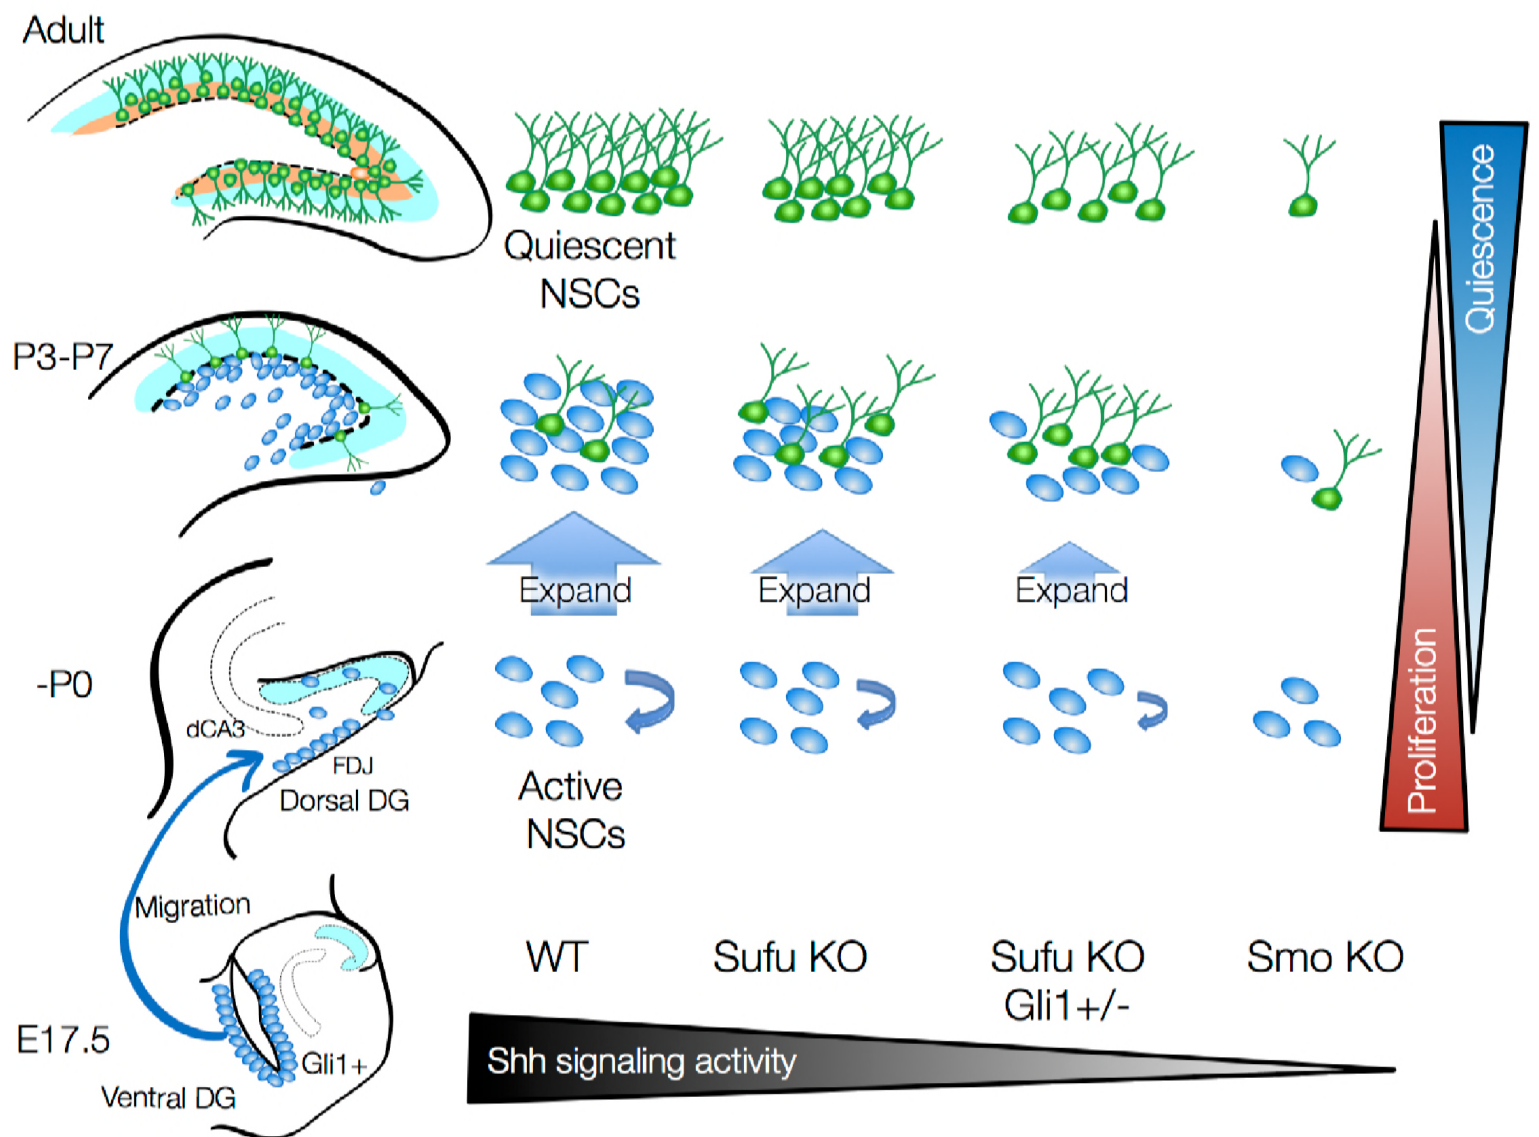 Adult
Quiescent
NSCs
Quiescence
P3-P7
Expand
Expand
Expand
Proliferation
-P0
dCA3
FDJ
Dorsal DG
Active
NSCs
Migration
WT
Sufu KO
Sufu KO
Gli1+/-
Smo KO
E17.5
Gli1+
Ventral DG
Shh signaling activity